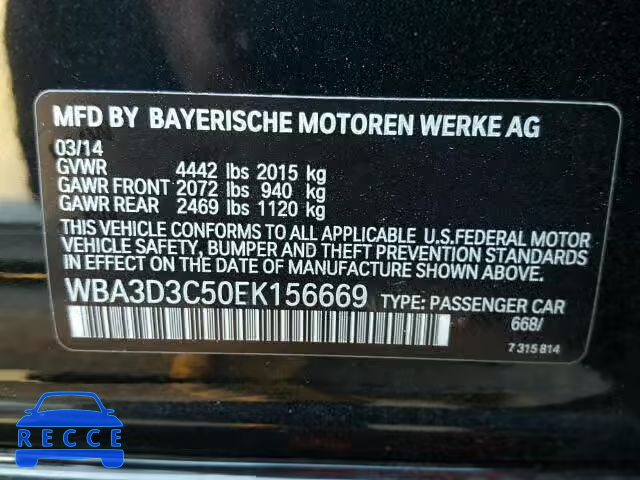 MFD BY BAYERISCHE MOTOREN WERKE AG
03/14
GVWR 4442 lbs 2015 kg
GAWR FRONT 2072 lbs 940 kg
GAWR REAR 2469 lbs 1120 kg
THIS VEHICLE CONFORMS TO ALL APPLICABLE U.S.FEDERAL MOTOR
VEHICLE SAFETY, BUMPER AND THEFT PREVENTION STANDARDS
IN EFFECT ON THE DATE OF MANUFACTURE SHOWN ABOVE.
WBA3D3C50EK156669 TYPE: PASSENGER CAR
668/
7 315 814
RECCE